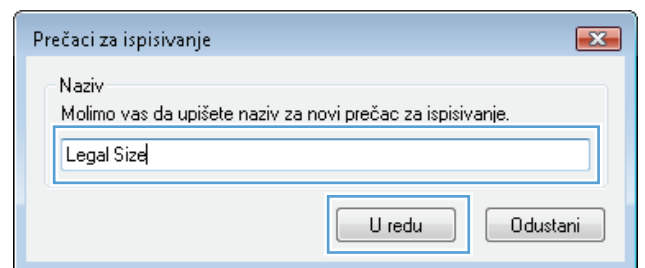 Prečaci za ispisivanje
Naziv
Molimo vas da upišete naziv za novi prečac za ispisivanje.
Legal Size
U redu
Odustani